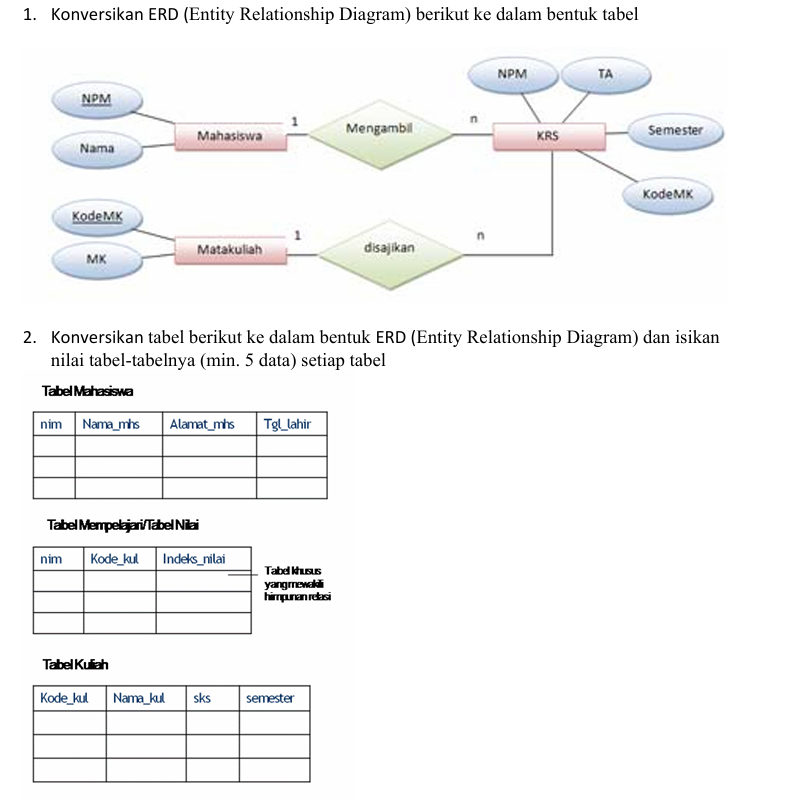 1. Konversikan ERD (Entity Relationship Diagram) berikut ke dalam bentuk tabel
NPM
Nama
Mahasiswa
1
Mengambil
n
NPM
TA
KRS
Semester
KodeMK
KodeMK
MK
Matakuliah
1
disajikan
n
2. Konversikan tabel berikut ke dalam bentuk ERD (Entity Relationship Diagram) dan isikan
nilai tabel-tabelnya (min. 5 data) setiap tabel
Tabel Mahasiswa
nim Nama_mhs Alamat_mhs Tgl_lahir
Tabel Mempelajari/Tabel Nilai
nim Kode_kul Indeks_nilai
Tabel khusus
yang mewakili
himpunan relasi
Tabel Kuliah
Kode_kul Nama_kul sks semester